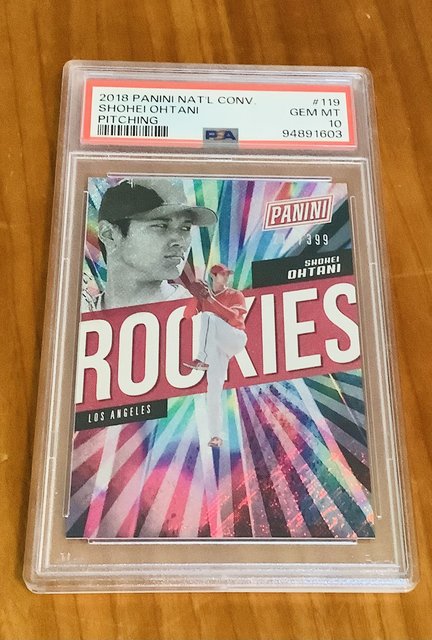 2018 PANINI NAT'L CONV. #119
SHOHEI OHTANI GEM MT
PITCHING 10
PSA 94891603
PANINI
/399
SHOHEI
OHTANI
ROOKIES
LOS ANGELES